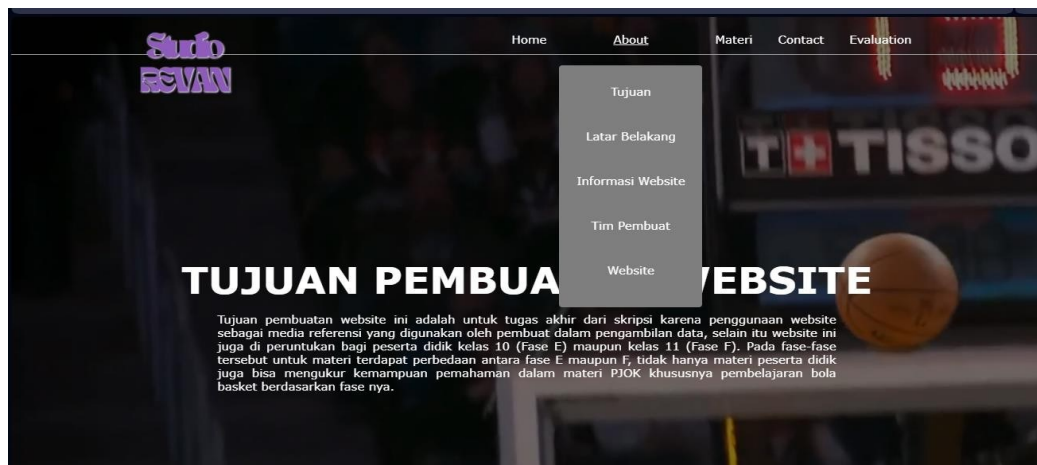 Studio
REVAN
Home About Materi Contact Evaluation
Tujuan
Latar Belakang
Informasi Website
Tim Pembuat
Website
TISSO
TUJUAN PEMBUA EBSITE
Tujuan pembuatan website ini adalah untuk tugas akhir dari skripsi karena penggunaan website
sebagai media referensi yang digunakan oleh pembuat dalam pengambilan data, selain itu website ini
juga di peruntukan bagi peserta didik kelas 10 (Fase E) maupun kelas 11 (Fase F). Pada fase-fase
tersebut untuk materi terdapat perbedaan antara fase E maupun F, tidak hanya materi peserta didik
juga bisa mengukur kemampuan pemahaman dalam materi PJOK khususnya pembelajaran bola
basket berdasarkan fase nya.